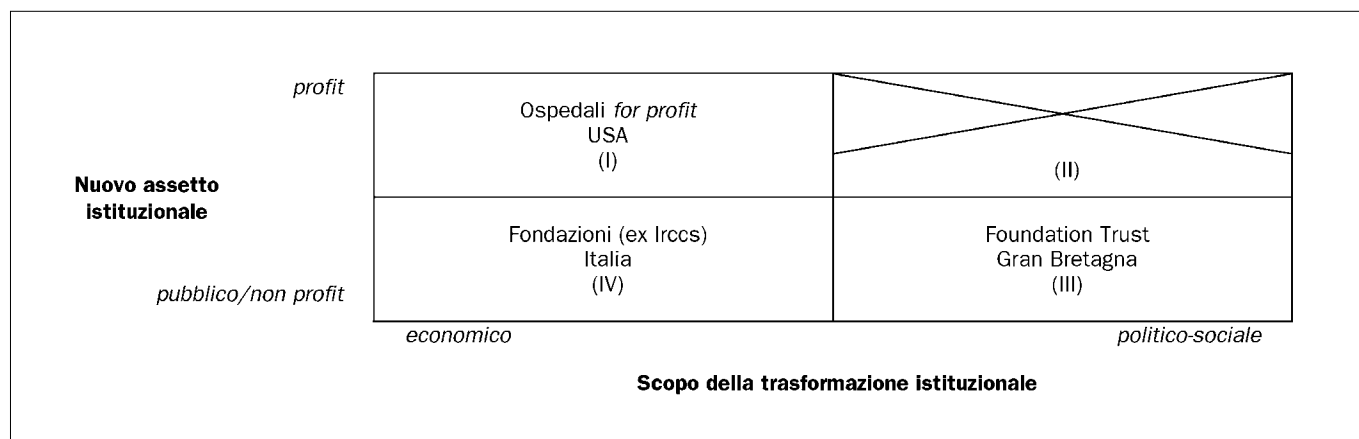 profit
Ospedali for profit
USA
(I)
(II)
Nuovo assetto
istituzionale
Fondazioni (ex Irccs)
Italia
(IV)
Foundation Trust
Gran Bretagna
(III)
pubblico/non profit
economico
politico-sociale
Scopo della trasformazione istituzionale